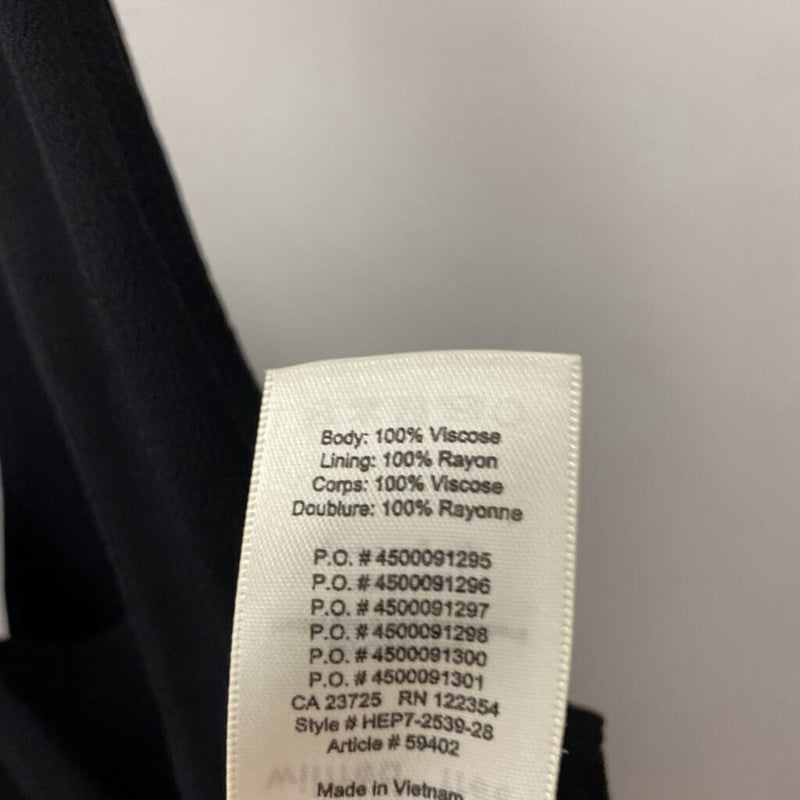 Body: 100% Viscose
Lining: 100% Rayon
Corps: 100% Viscose
Doublure: 100% Rayonne
P.O. # 4500091295
P.O. # 4500091296
P.O. # 4500091297
P.O. # 4500091298
P.O. # 4500091300
P.O. # 4500091301
CA 23725 RN 122354
Style # HEP7-2539-28
Article # 59402
Made in Vietnam